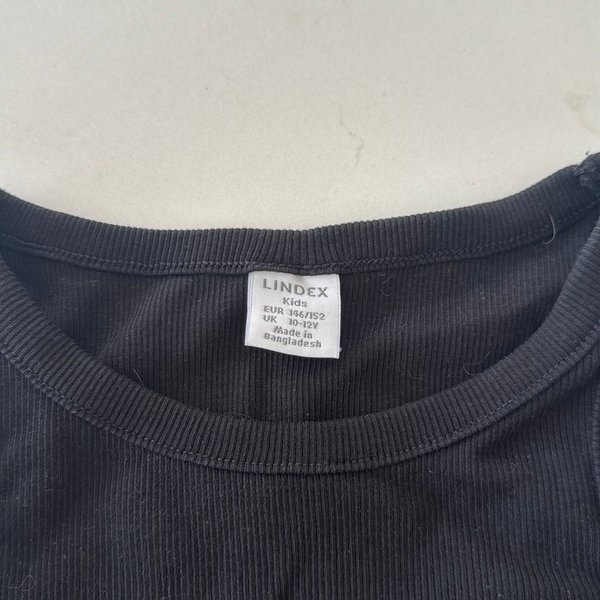 LINDEX
Kids
EUR 146/152
UK 10-12Y
Made in
Bangladesh